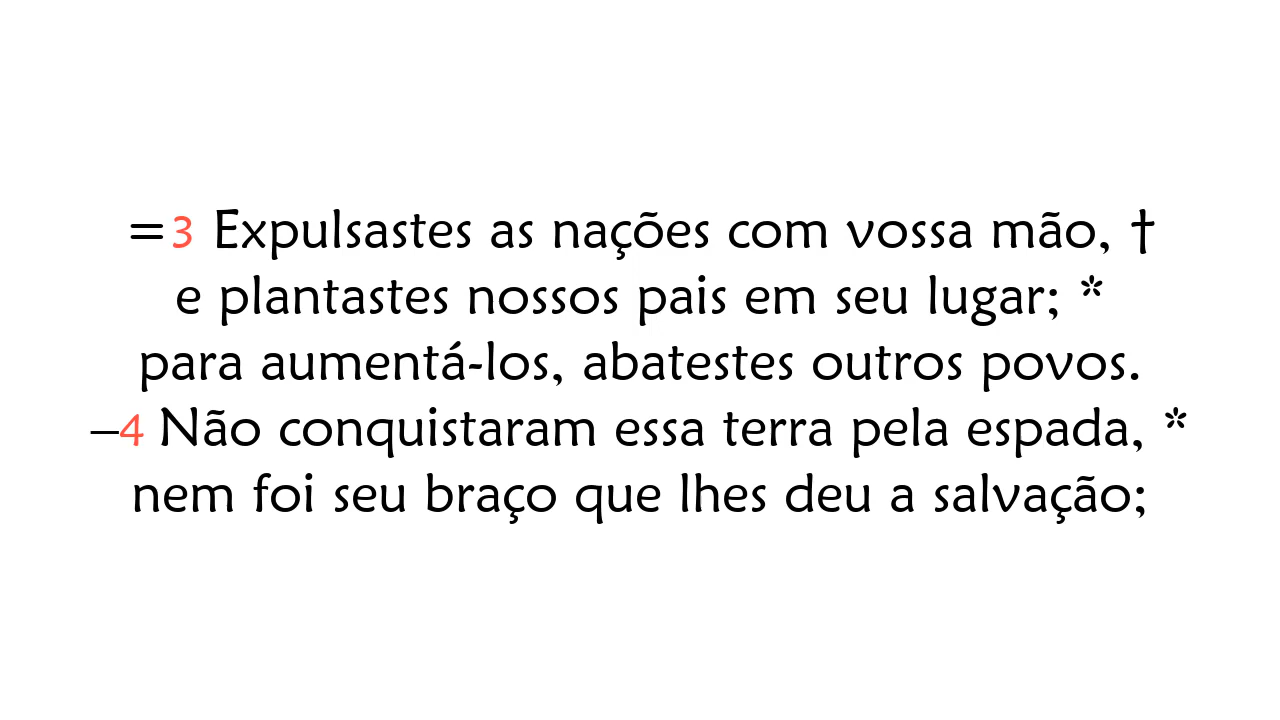 =3 Expulsastes as nações com vossa mão, †
e plantastes nossos pais em seu lugar; *
para aumentá-los, abatestes outros povos.
–4 Não conquistaram essa terra pela espada, *
nem foi seu braço que lhes deu a salvação;